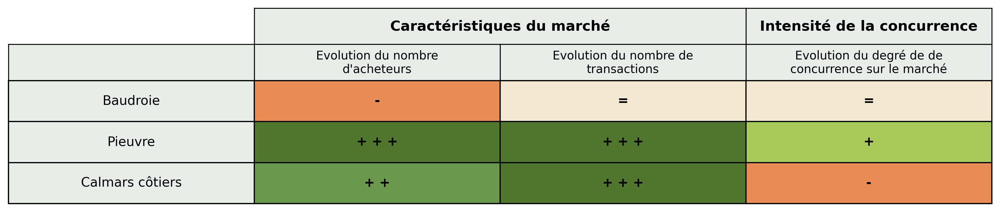 Caractéristiques du marché
Intensité de la concurrence
Evolution du nombre
d'acheteurs
Evolution du nombre de
transactions
Evolution du degré de de
concurrence sur le marché
Baudroie
-
=
=
Pieuvre
+ + +
+ + +
+
Calmars côtiers
+ +
+ + +
-